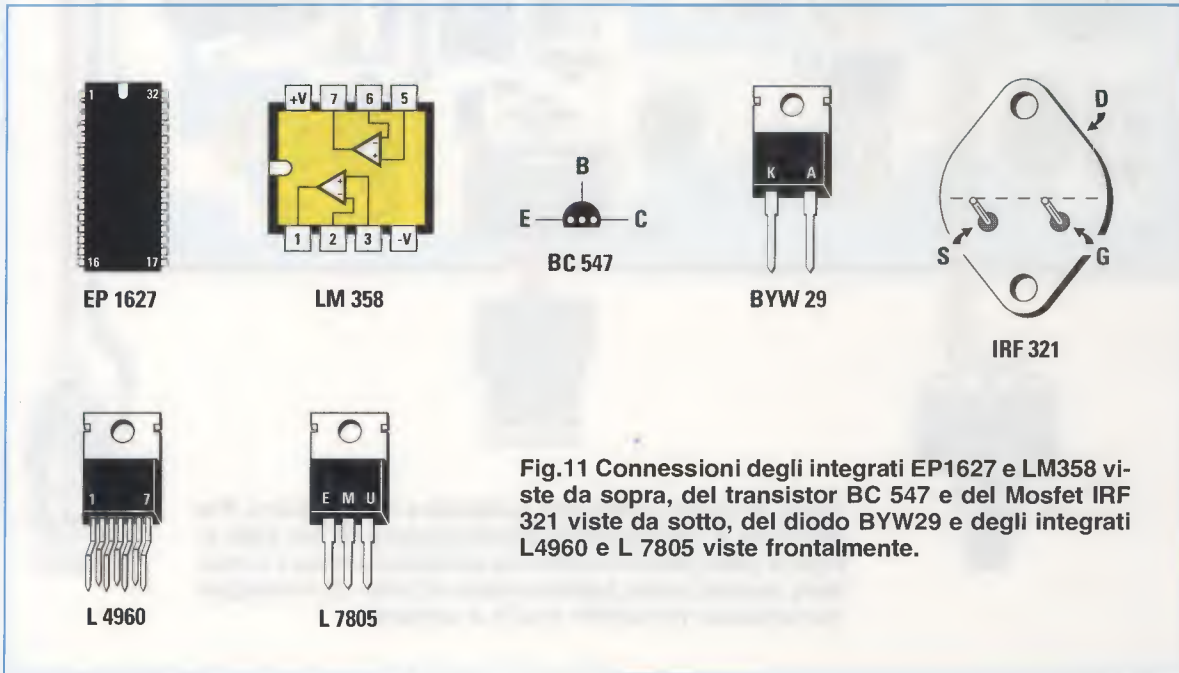 1 32
16 17
EP 1627
+V 7 6 5
1 2 3 -V
LM 358
B
E C
BC 547
K A
BYW 29
D
S G
IRF 321
1 7
L 4960
E M U
L 7805
Fig.11 Connessioni degli integrati EP1627 e LM358 vi-
ste da sopra, del transistor BC 547 e del Mosfet IRF
321 viste da sotto, del diodo BYW29 e degli integrati
L4960 e L 7805 viste frontalmente.